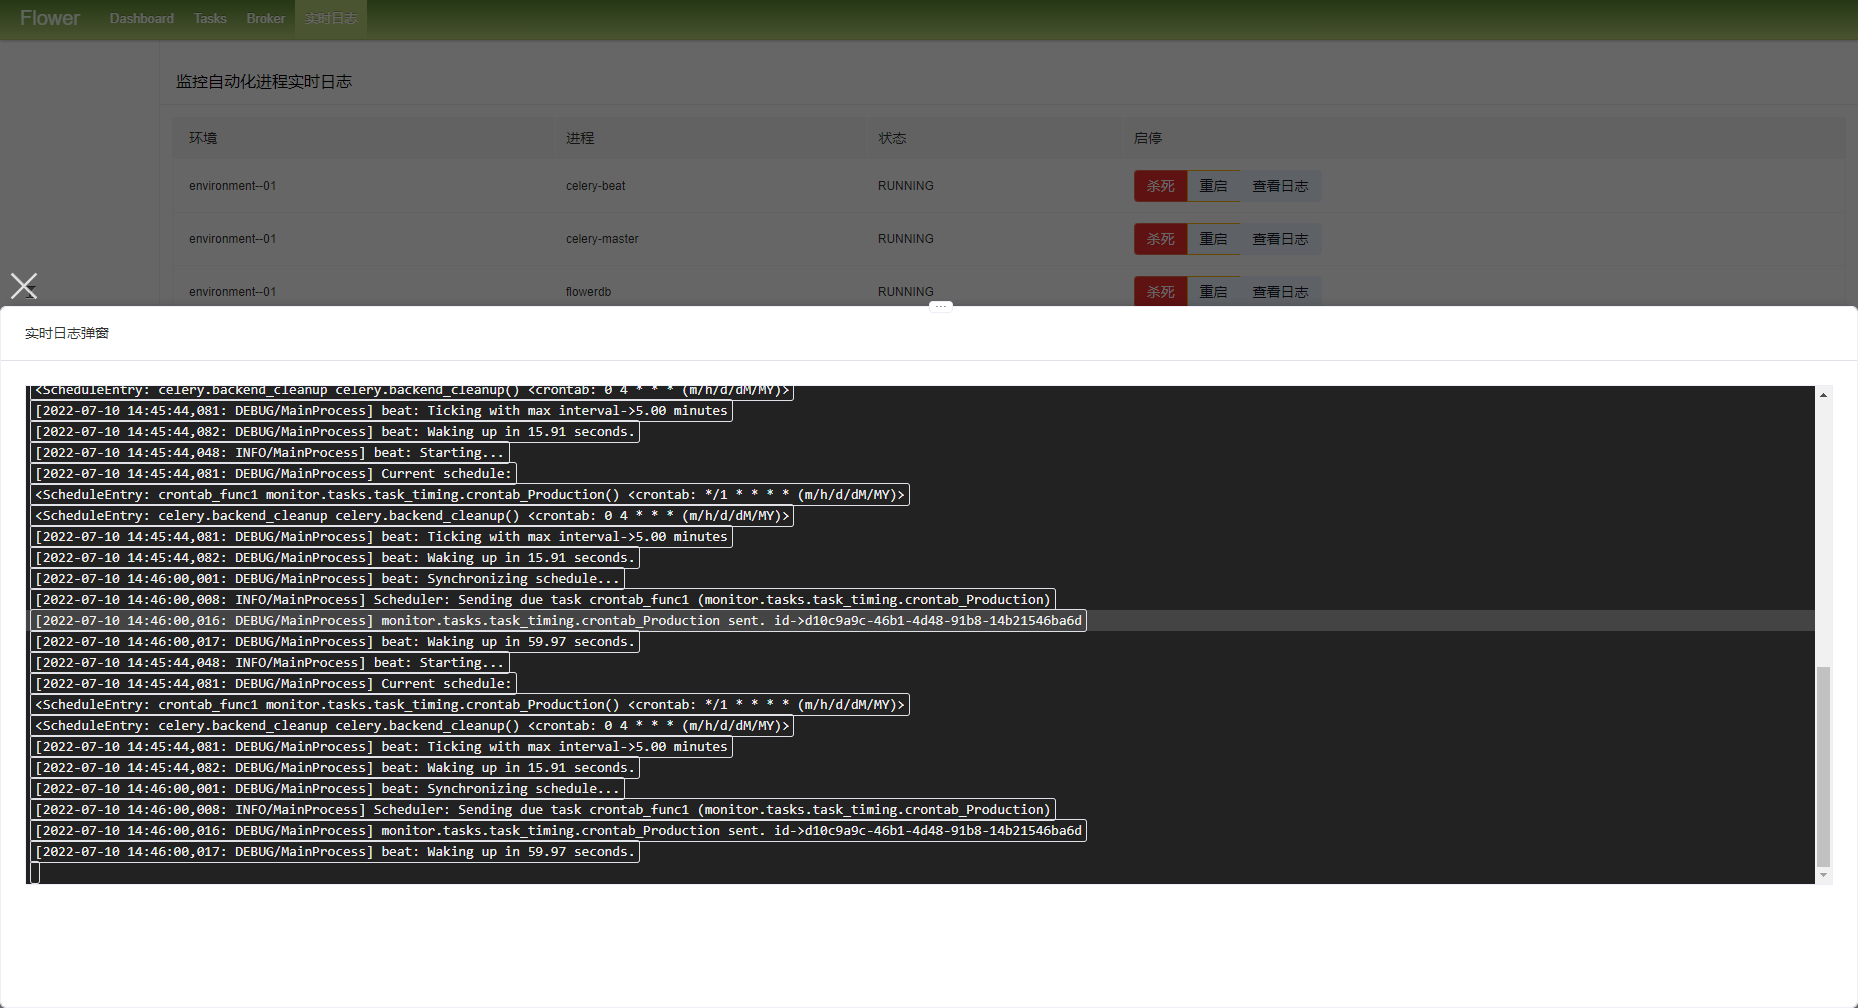 Flower Dashboard Tasks Broker 实时日志
监控自动化进程实时日志
环境 进程 状态 启停
environment--01 celery-beat RUNNING 杀死 重启 查看日志
environment--01 celery-master RUNNING 杀死 重启 查看日志
environment--01 flowerdb RUNNING 杀死 重启 查看日志
实时日志弹窗
<ScheduleEntry: celery.backend_cleanup celery.backend_cleanup() <crontab: 0 4 * * * (m/h/d/dM/MY)>
[2022-07-10 14:45:44,081: DEBUG/MainProcess] beat: Ticking with max interval->5.00 minutes
[2022-07-10 14:45:44,082: DEBUG/MainProcess] beat: Waking up in 15.91 seconds.
[2022-07-10 14:45:44,048: INFO/MainProcess] beat: Starting...
[2022-07-10 14:45:44,081: DEBUG/MainProcess] Current schedule:
<ScheduleEntry: crontab_func1 monitor.tasks.task_timing.crontab_Production() <crontab: */1 * * * * (m/h/d/dM/MY)>
<ScheduleEntry: celery.backend_cleanup celery.backend_cleanup() <crontab: 0 4 * * * (m/h/d/dM/MY)>
[2022-07-10 14:45:44,081: DEBUG/MainProcess] beat: Ticking with max interval->5.00 minutes
[2022-07-10 14:45:44,082: DEBUG/MainProcess] beat: Waking up in 15.91 seconds.
[2022-07-10 14:46:00,001: DEBUG/MainProcess] beat: Synchronizing schedule...
[2022-07-10 14:46:00,008: INFO/MainProcess] Scheduler: Sending due task crontab_func1 (monitor.tasks.task_timing.crontab_Production)
[2022-07-10 14:46:00,016: DEBUG/MainProcess] monitor.tasks.task_timing.crontab_Production sent. id->d10c9a9c-46b1-4d48-91b8-14b21546ba6d
[2022-07-10 14:46:00,017: DEBUG/MainProcess] beat: Waking up in 59.97 seconds.
[2022-07-10 14:45:44,048: INFO/MainProcess] beat: Starting...
[2022-07-10 14:45:44,081: DEBUG/MainProcess] Current schedule:
<ScheduleEntry: crontab_func1 monitor.tasks.task_timing.crontab_Production() <crontab: */1 * * * * (m/h/d/dM/MY)>
<ScheduleEntry: celery.backend_cleanup celery.backend_cleanup() <crontab: 0 4 * * * (m/h/d/dM/MY)>
[2022-07-10 14:45:44,081: DEBUG/MainProcess] beat: Ticking with max interval->5.00 minutes
[2022-07-10 14:45:44,082: DEBUG/MainProcess] beat: Waking up in 15.91 seconds.
[2022-07-10 14:46:00,001: DEBUG/MainProcess] beat: Synchronizing schedule...
[2022-07-10 14:46:00,008: INFO/MainProcess] Scheduler: Sending due task crontab_func1 (monitor.tasks.task_timing.crontab_Production)
[2022-07-10 14:46:00,016: DEBUG/MainProcess] monitor.tasks.task_timing.crontab_Production sent. id->d10c9a9c-46b1-4d48-91b8-14b21546ba6d
[2022-07-10 14:46:00,017: DEBUG/MainProcess] beat: Waking up in 59.97 seconds.